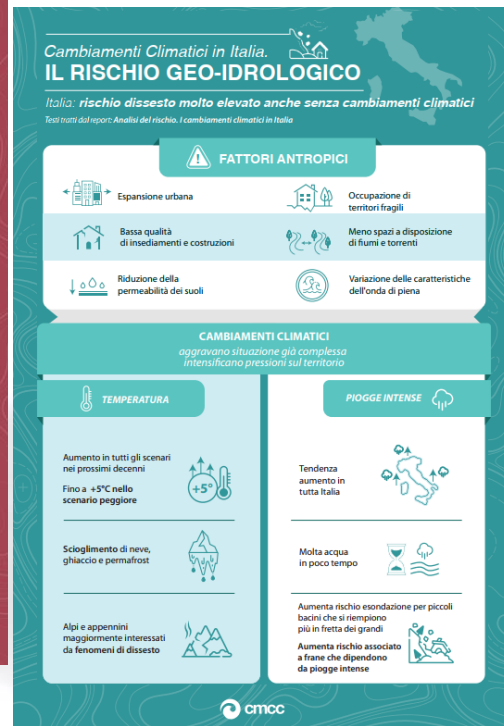 Cambiamenti Climatici in Italia.
IL RISCHIO GEO-IDROLOGICO
Italia: rischio dissesto molto elevato anche senza cambiamenti climatici
Testi tratti dal report: Analisi del rischio. I cambiamenti climatici in Italia
FATTORI ANTROPICI
Espansione urbana
Occupazione di
territori fragili
Bassa qualità
di insediamenti e costruzioni
Meno spazi a disposizione
di fiumi e torrenti
Riduzione della
permeabilità dei suoli
Variazione delle caratteristiche
dell'onda di piena
CAMBIAMENTI CLIMATICI
aggravano situazione già complessa
intensificano pressioni sul territorio
TEMPERATURA
Aumento in tutti gli scenari
nei prossimi decenni
Fino a +5°C nello
scenario peggiore
+5°
Scioglimento di neve,
ghiaccio e permafrost
Alpi e appennini
maggiormente interessati
da fenomeni di dissesto
PIOGGE INTENSE
Tendenza
aumento in
tutta Italia
Molta acqua
in poco tempo
Aumenta rischio esondazione per piccoli
bacini che si riempiono
più in fretta dei grandi
Aumenta rischio associato
a frane che dipendono
da piogge intense
cmcc